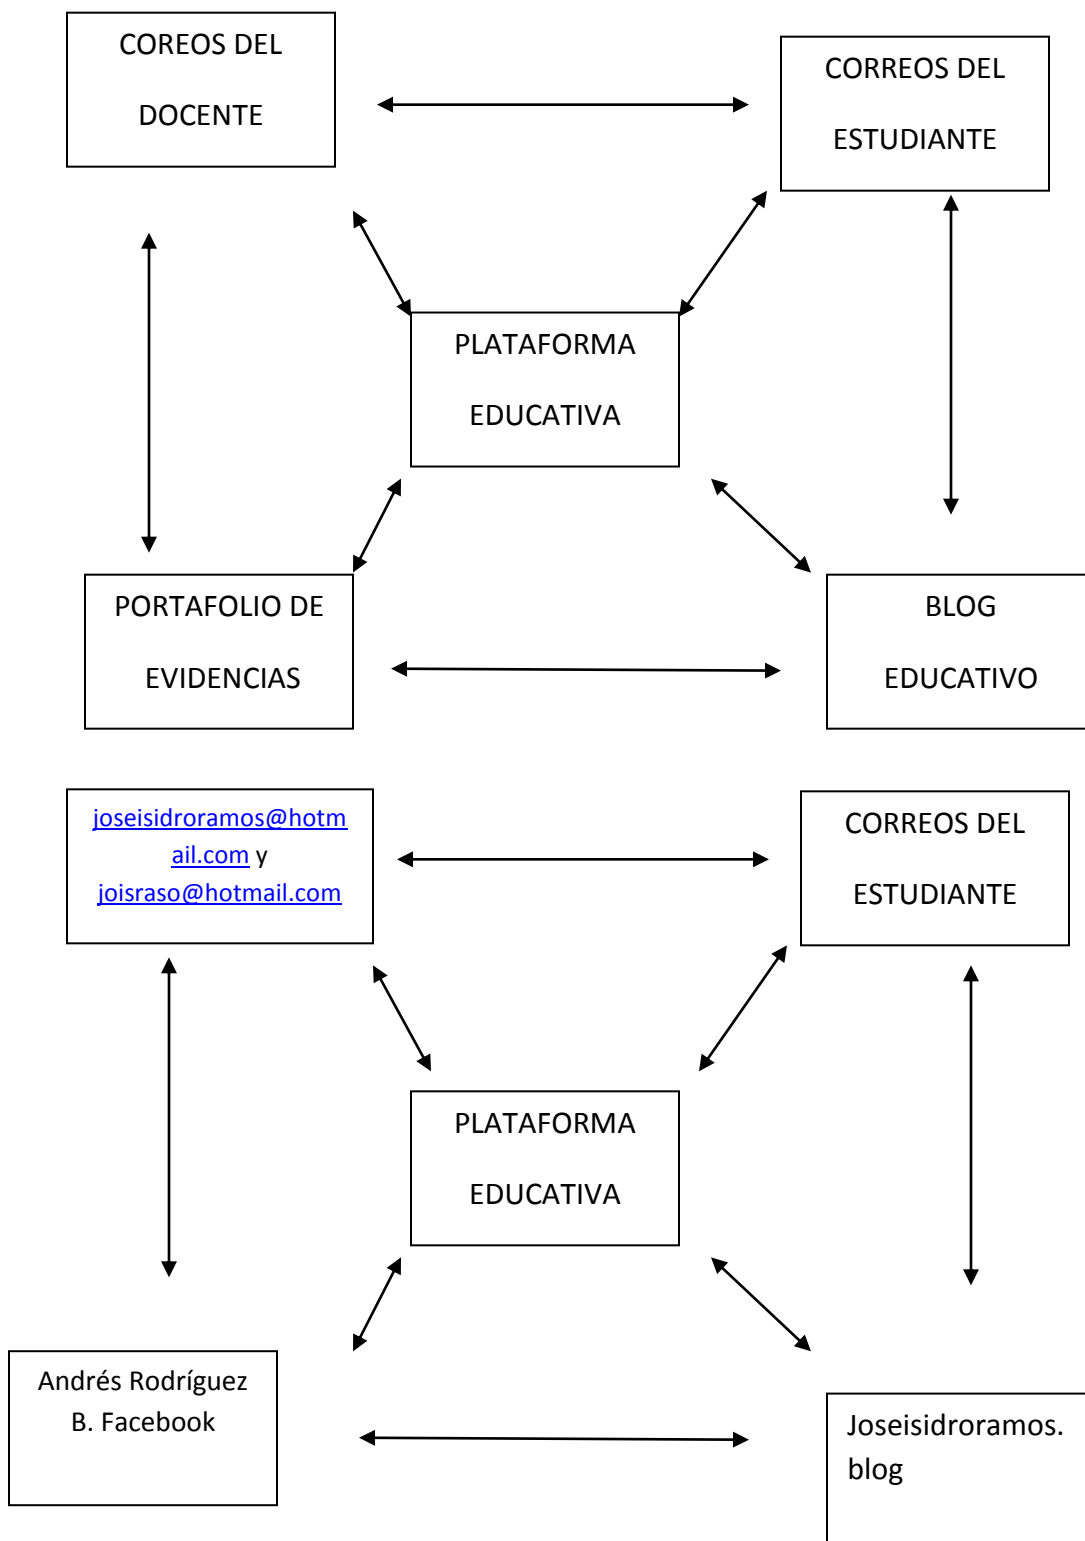 COREOS DEL
DOCENTE
CORREOS DEL
ESTUDIANTE
PLATAFORMA
EDUCATIVA
PORTAFOLIO DE
EVIDENCIAS
BLOG
EDUCATIVO
joseisidroramos@hotm
ail.com y
joisraso@hotmail.com
CORREOS DEL
ESTUDIANTE
PLATAFORMA
EDUCATIVA
Andrés Rodríguez
B. Facebook
Joseisidroramos.
blog